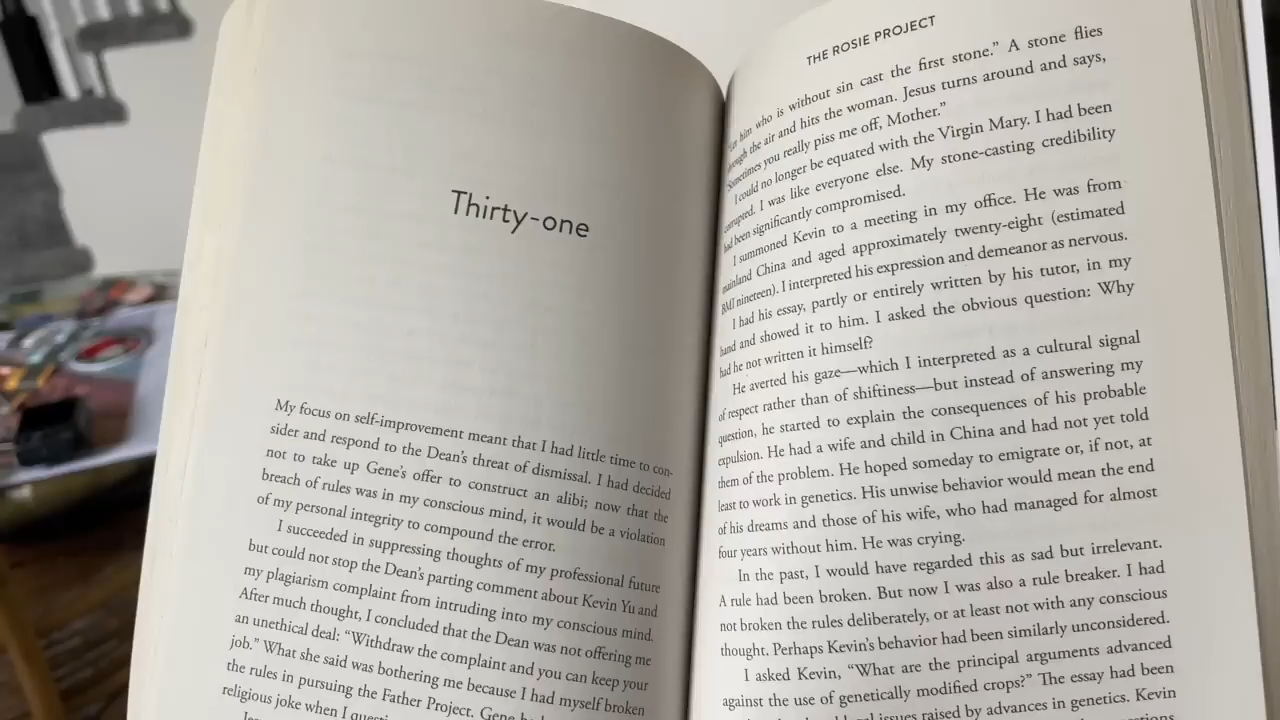 Thirty-one
My focus on self-improvement meant that I had little time to con-
sider and respond to the Dean's threat of dismissal. I had decided
not to take up Gene's offer to construct an alibi; now that the
breach of rules was in my conscious mind, it would be a violation
of my personal integrity to compound the error.
I succeeded in suppressing thoughts of my professional future
but could not stop the Dean's parting comment about Kevin Yu and
my plagiarism complaint from intruding into my conscious mind.
After much thought, I concluded that the Dean was not offering me
an unethical deal: “Withdraw the complaint and you can keep your
job.” What she said was bothering me because I had myself broken
the rules in pursuing the Father Project. Gene
religious joke when I
THE ROSIE PROJECT
him who is without sin cast the first stone.” A stone flies
through the air and hits the woman. Jesus turns around and says,
“Sometimes you really piss me off, Mother.”
I could no longer be equated with the Virgin Mary. I had been
corrupted. I was like everyone else. My stone-casting credibility
had been significantly compromised.
I summoned Kevin to a meeting in my office. He was from
mainland China and aged approximately twenty-eight (estimated
BMI nineteen). I interpreted his expression and demeanor as nervous.
I had his essay, partly or entirely written by his tutor, in my
hand and showed it to him. I asked the obvious question: Why
had he not written it himself?
He averted his gaze—which I interpreted as a cultural signal
of respect rather than of shiftiness—but instead of answering my
question, he started to explain the consequences of his probable
expulsion. He had a wife and child in China and had not yet told
them of the problem. He hoped someday to emigrate or, if not, at
least to work in genetics. His unwise behavior would mean the end
of his dreams and those of his wife, who had managed for almost
four years without him. He was crying.
In the past, I would have regarded this as sad but irrelevant.
A rule had been broken. But now I was also a rule breaker. I had
not broken the rules deliberately, or at least not with any conscious
thought. Perhaps Kevin's behavior had been similarly unconsidered.
I asked Kevin, “What are the principal arguments advanced
against the use of genetically modified crops?” The essay had been
issues raised by advances in genetics. Kevin